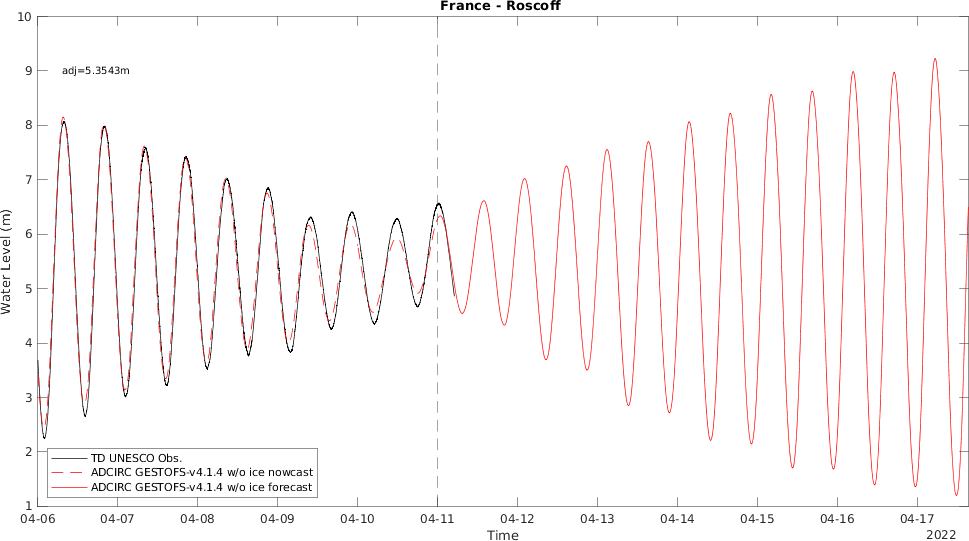 France - Roscoff
10
9
8
7
6
5
4
3
2
1
Water Level (m)
adj=5.3543m
TD UNESCO Obs.
ADCIRC GESTOFS-v4.1.4 w/o ice nowcast
ADCIRC GESTOFS-v4.1.4 w/o ice forecast
04-06 04-07 04-08 04-09 04-10 04-11 04-12 04-13 04-14 04-15 04-16 04-17
Time
2022